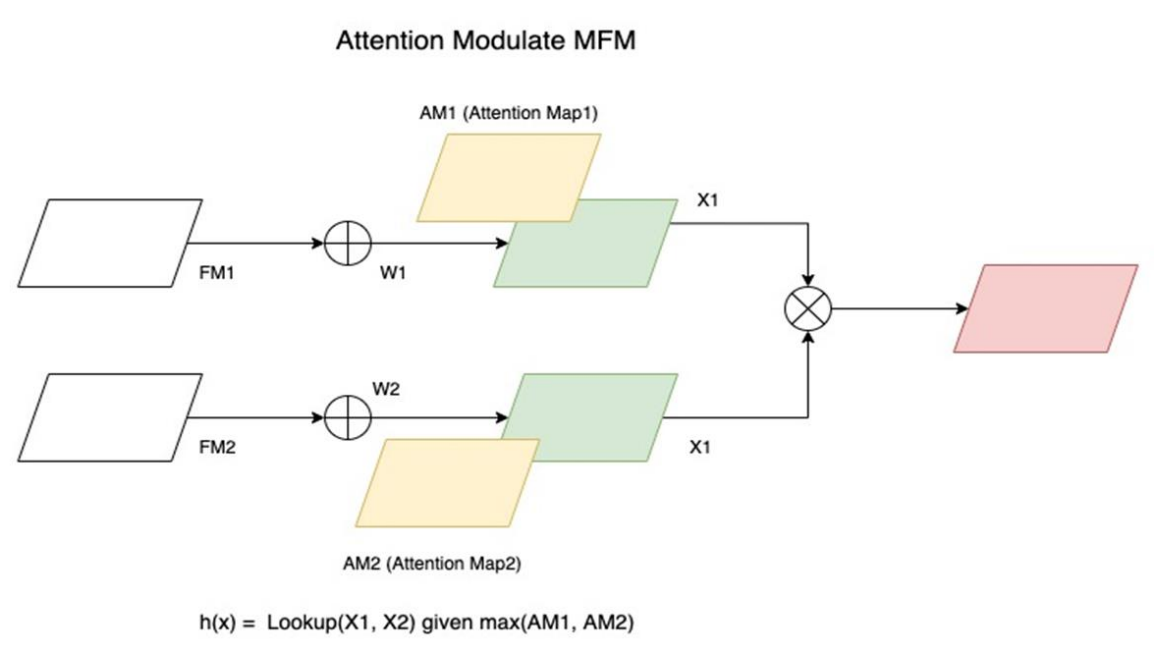 Attention Modulate MFM
AM1 (Attention Map1)
X1
FM1
W1
W2
FM2
X1
AM2 (Attention Map2)
h(x) = Lookup(X1, X2) given max(AM1, AM2)